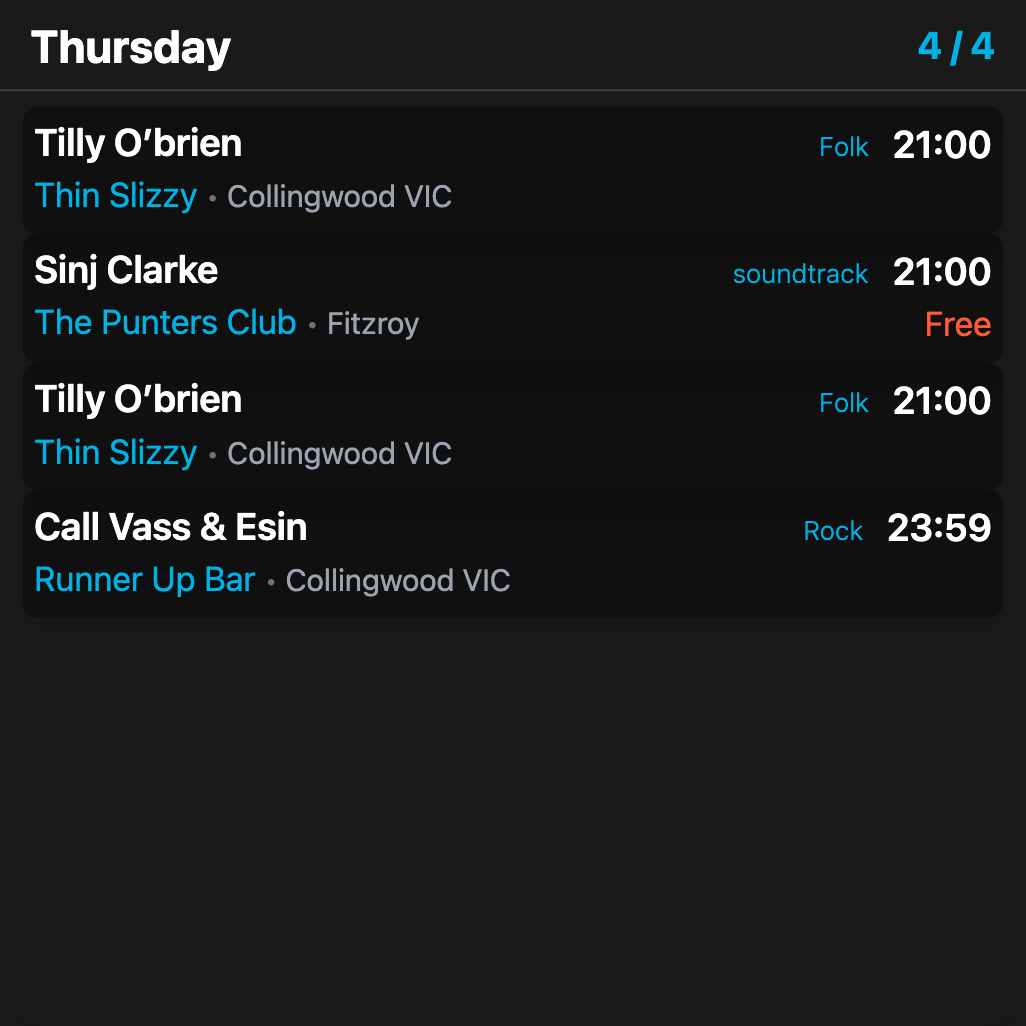 Thursday 4 / 4
Tilly O’brien Folk 21:00
Thin Slizzy • Collingwood VIC
Sinj Clarke soundtrack 21:00
The Punters Club • Fitzroy Free
Tilly O’brien Folk 21:00
Thin Slizzy • Collingwood VIC
Call Vass & Esin Rock 23:59
Runner Up Bar • Collingwood VIC